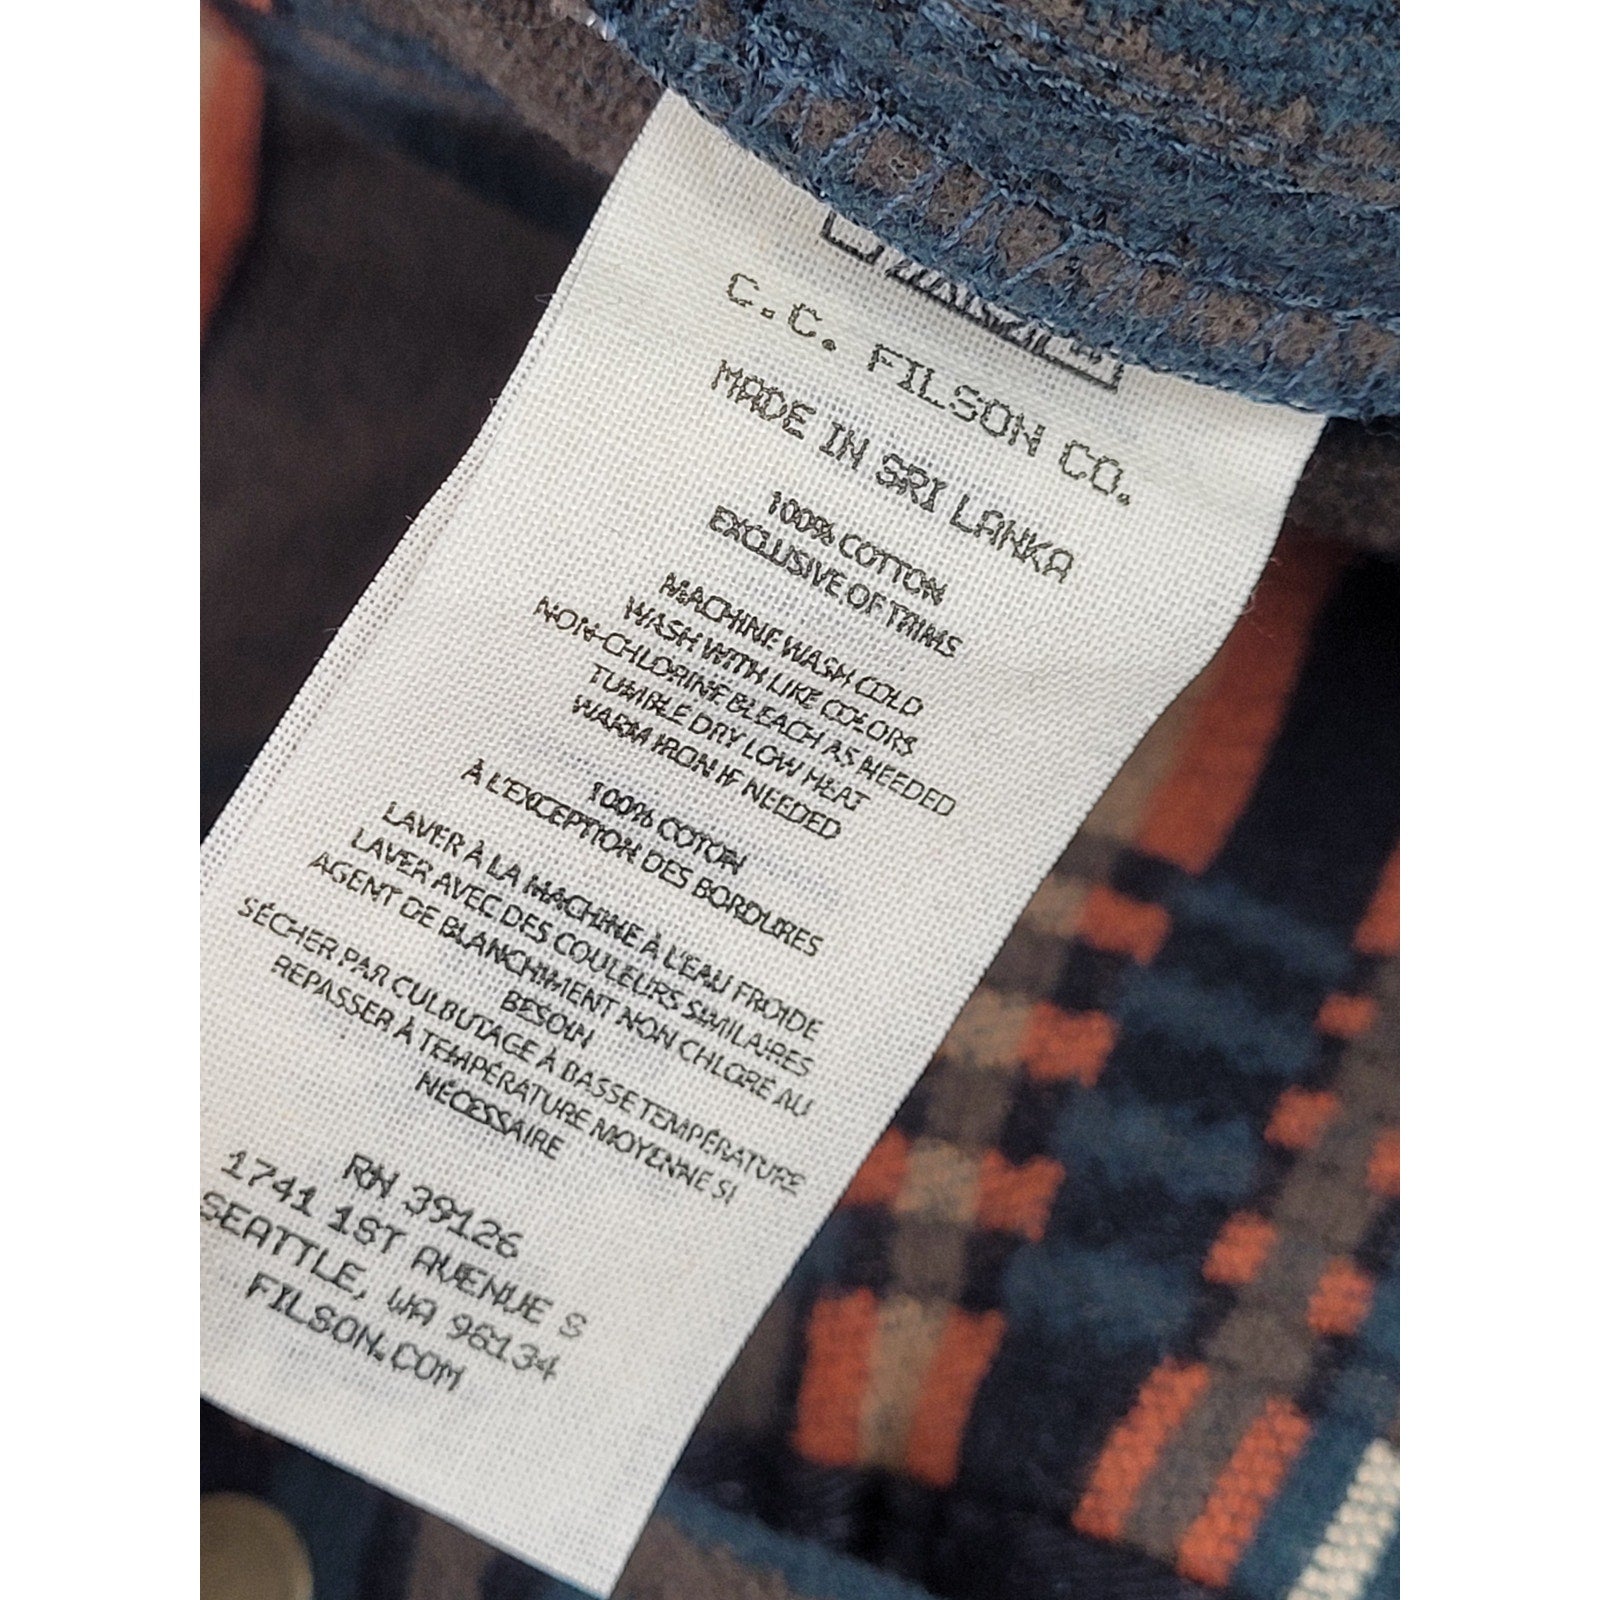 C.C. FILSON CO.
MADE IN SRI LANKA
100% COTTON
EXCLUSIVE OF TRIMS
MACHINE WASH COLD
WASH WITH LIKE COLORS
NON-CHLORINE BLEACH AS NEEDED
TUMBLE DRY LOW HEAT
WARM IRON IF NEEDED
100% COTON
À L'EXCEPTION DES BORDURES
LAVER À LA MACHINE À L'EAU FROIDE
LAVER AVEC DES COULEURS SIMILAIRES
AGENT DE BLANCHIMENT NON CHLORÉ AU
BESOIN
SÉCHER PAR CULBUTAGE À BASSE TEMPÉRATURE
REPASSER À TEMPÉRATURE MOYENNE SI
NÉCESSAIRE
RN 39126
1741 1ST AVENUE S
SEATTLE, WA 98134
FILSON.COM